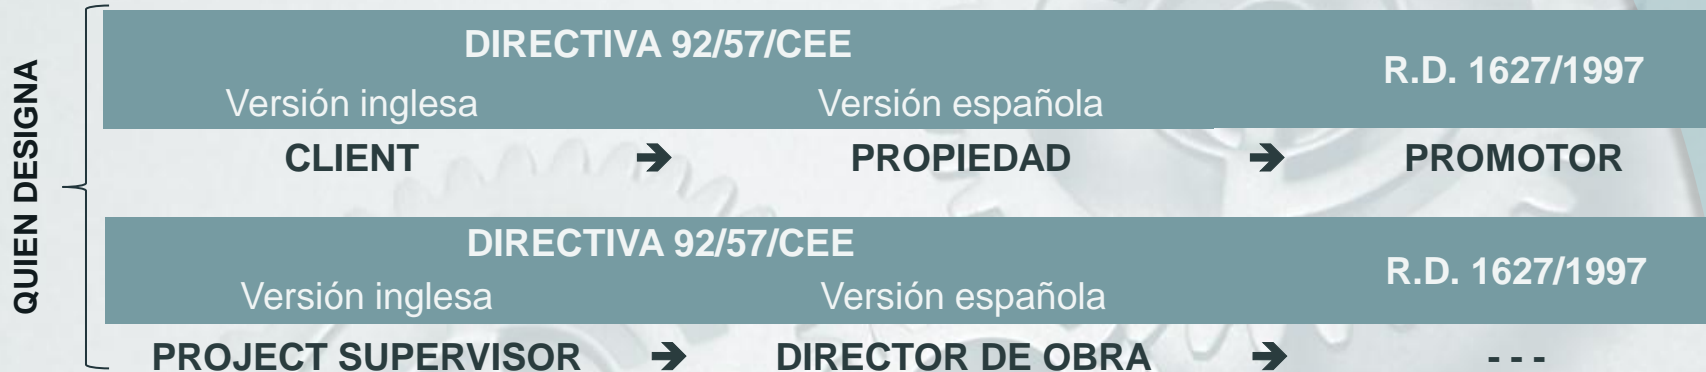 QUIEN DESIGNA
DIRECTIVA 92/57/CEE
R.D. 1627/1997
Versión inglesa Versión española
CLIENT ➔ PROPIEDAD ➔ PROMOTOR
DIRECTIVA 92/57/CEE
R.D. 1627/1997
Versión inglesa Versión española
PROJECT SUPERVISOR ➔ DIRECTOR DE OBRA ➔ - - -